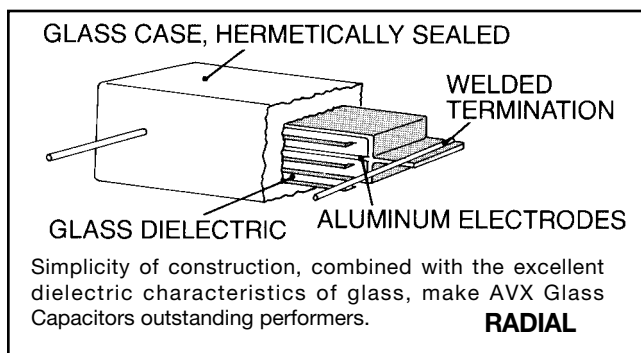 GLASS CASE, HERMETICALLY SEALED
WELDED
TERMINATION
GLASS DIELECTRIC
ALUMINUM ELECTRODES
Simplicity of construction, combined with the excellent
dielectric characteristics of glass, make AVX Glass
Capacitors outstanding performers.
RADIAL